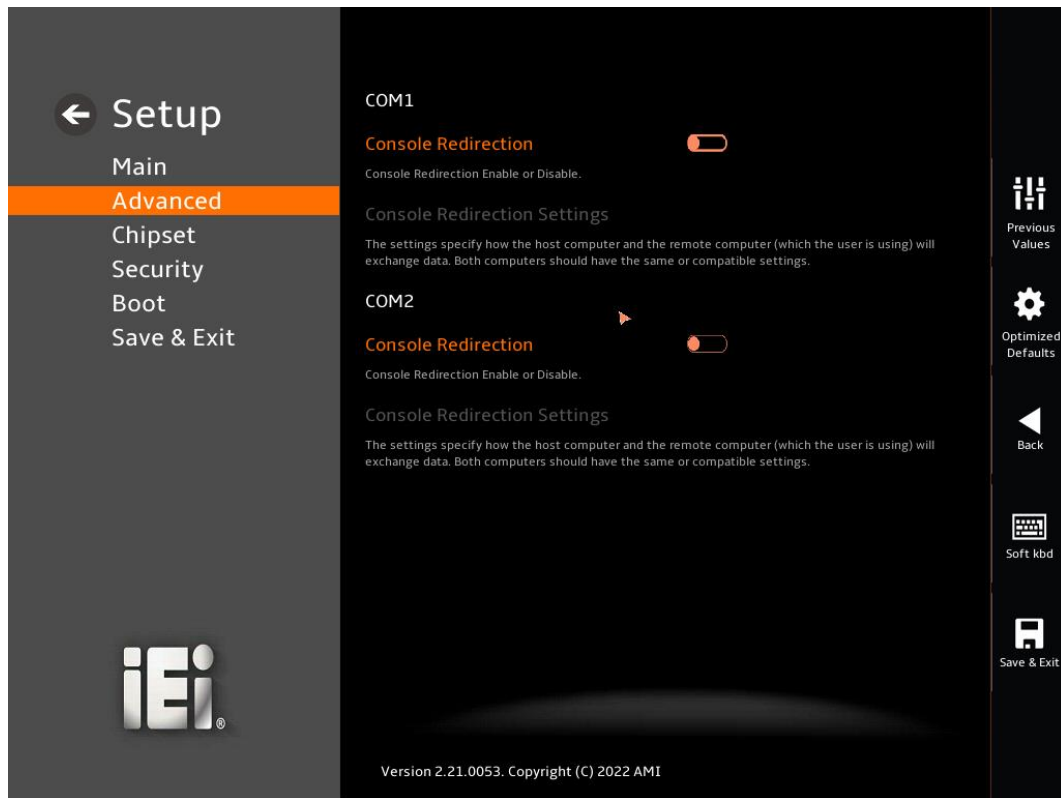 Setup
Main
Advanced
Chipset
Security
Boot
Save & Exit
iEi®
COM1
Console Redirection
Console Redirection Enable or Disable.
Console Redirection Settings
The settings specify how the host computer and the remote computer (which the user is using) will
exchange data. Both computers should have the same or compatible settings.
COM2
Console Redirection
Console Redirection Enable or Disable.
Console Redirection Settings
The settings specify how the host computer and the remote computer (which the user is using) will
exchange data. Both computers should have the same or compatible settings.
Version 2.21.0053. Copyright (C) 2022 AMI
Previous
Values
Optimized
Defaults
Back
Soft kbd
Save & Exit